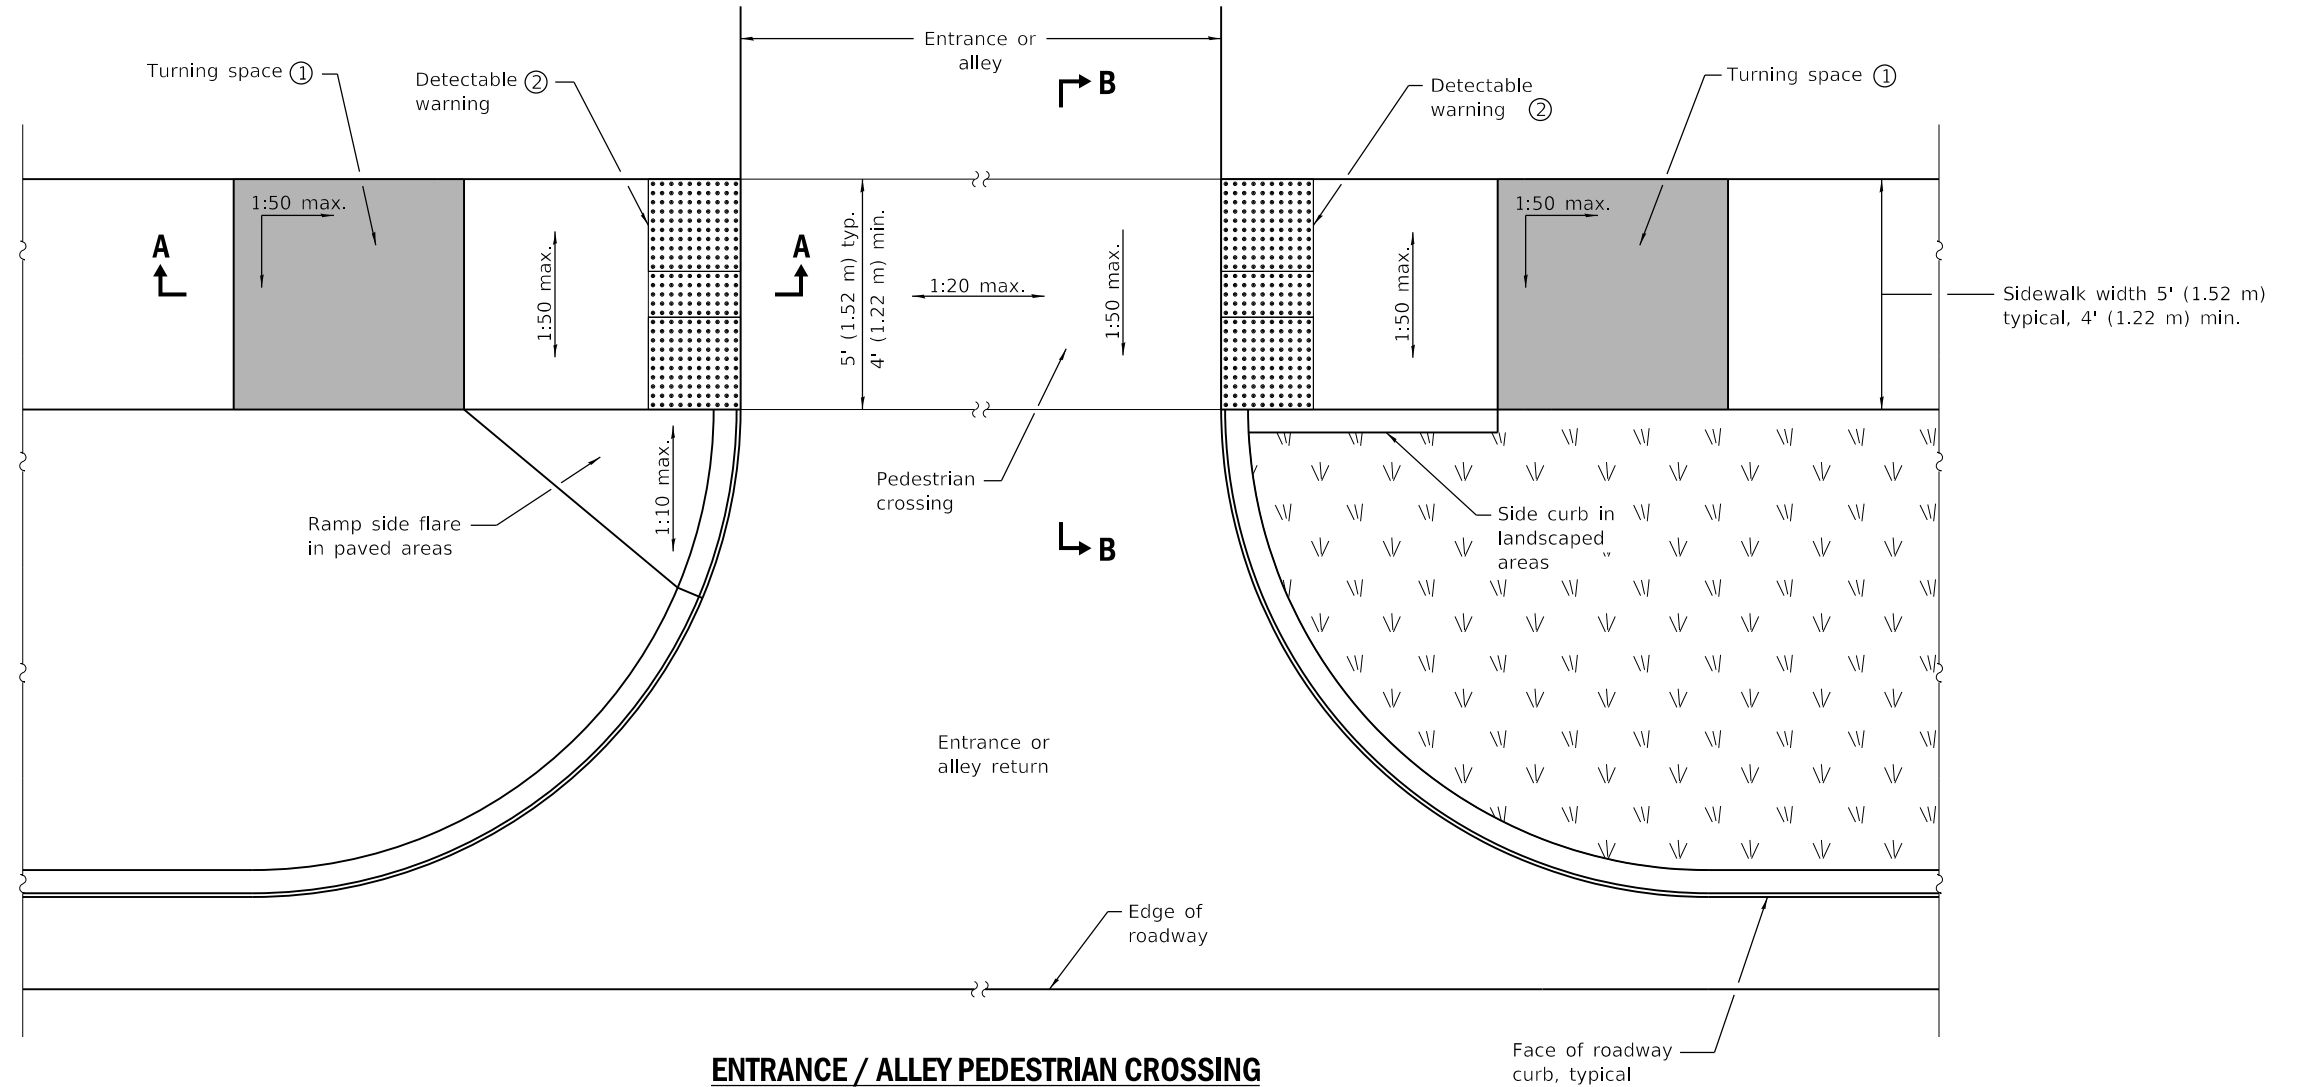 Entrance or
alley
Turning space ①
Detectable ②
warning
B
Detectable
warning ②
Turning space ①
1:50 max.
A
1:50 max.
A
5' (1.52 m) typ.
4' (1.22 m) min.
1:20 max.
1:50 max.
1:50 max.
1:50 max.
Sidewalk width 5' (1.52 m)
typical, 4' (1.22 m) min.
1:10 max.
Ramp side flare
in paved areas
Pedestrian
crossing
B
Side curb in
landscaped
areas
Entrance or
alley return
Edge of
roadway
Face of roadway
curb, typical
ENTRANCE / ALLEY PEDESTRIAN CROSSING